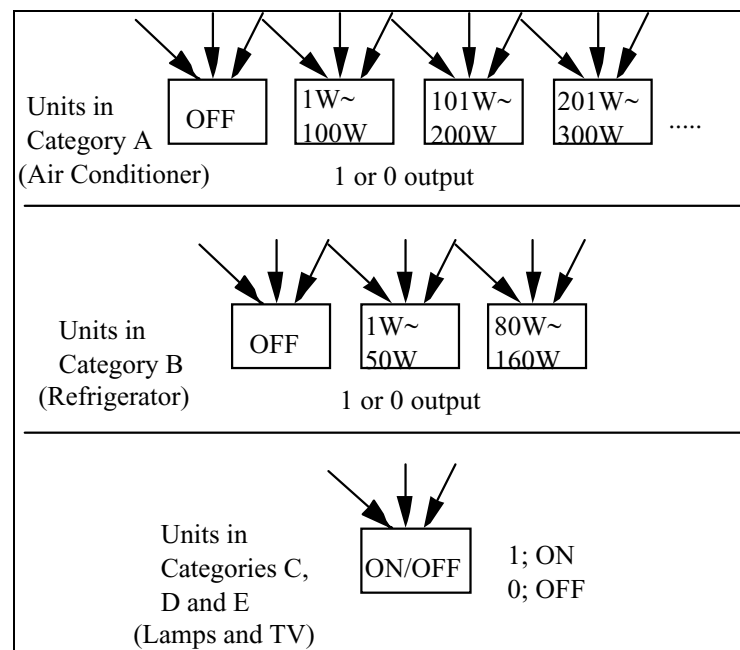 Units in
Category A
(Air Conditioner)
OFF
1W~
100W
101W~
200W
201W~
300W
.....
1 or 0 output
Units in
Category B
(Refrigerator)
OFF
1W~
50W
80W~
160W
1 or 0 output
Units in
Categories C,
D and E
(Lamps and TV)
ON/OFF
1; ON
0; OFF